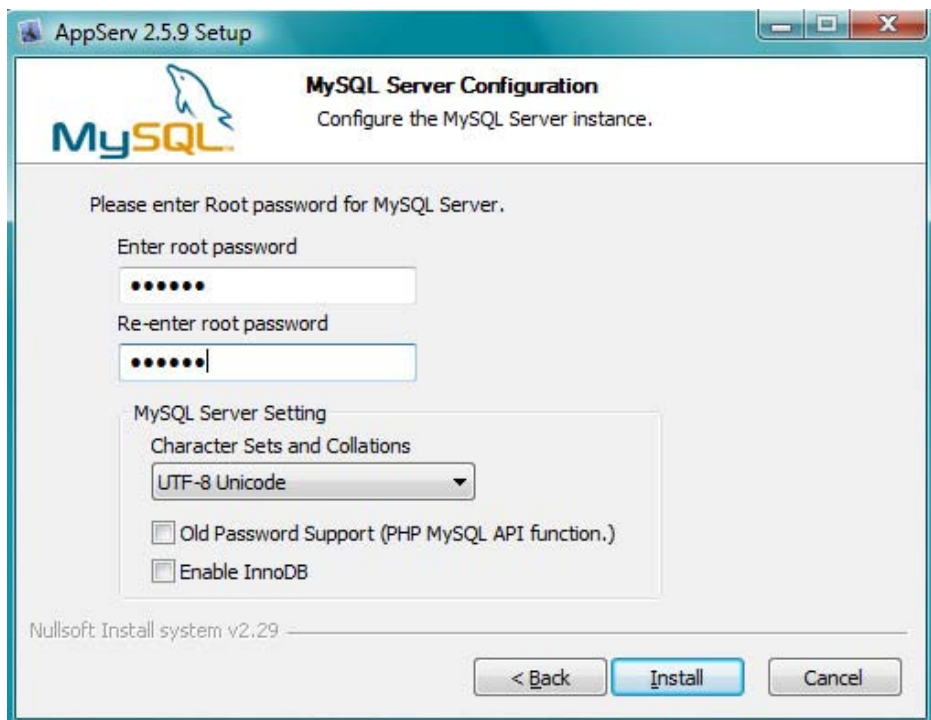 AppServ 2.5.9 Setup
MySQL
MySQL Server Configuration
Configure the MySQL Server instance.
Please enter Root password for MySQL Server.
Enter root password
••••••
Re-enter root password
••••••
MySQL Server Setting
Character Sets and Collations
UTF-8 Unicode
Old Password Support (PHP MySQL API function.)
Enable InnoDB
Nullsoft Install system v2.29
< Back
Install
Cancel